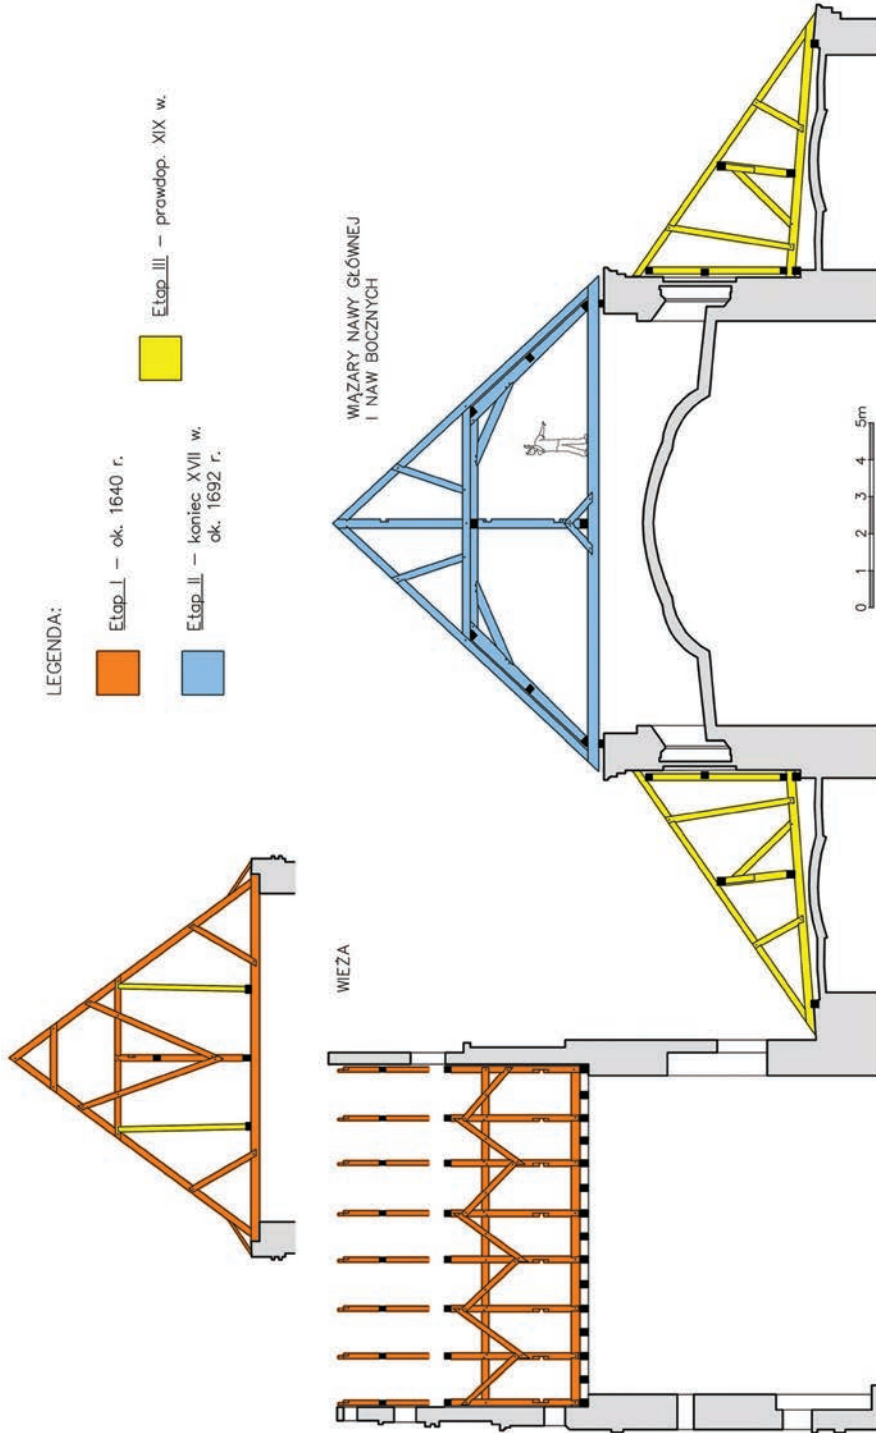 LEGENDA:
Etap I – ok. 1640 r.
Etap II – koniec XVII w.
ok. 1692 r.
Etap III – prawdop. XIX w.
WIEŻA
WIĄZARY NAWY GŁÓWNEJ
I NAW BOCZNYCH
0 1 2 3 4 5m